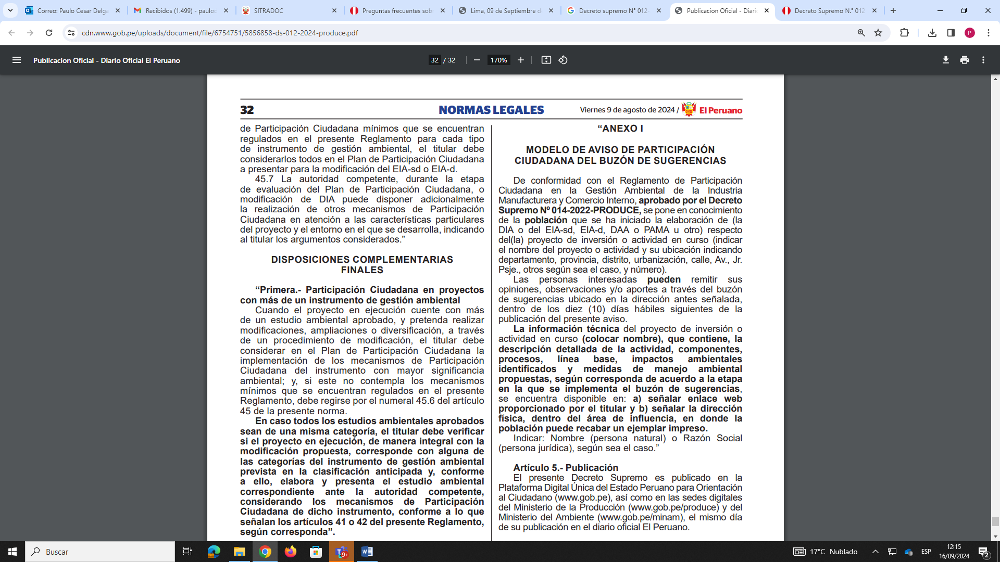 Correo: Paulo Cesar Delga
Recibidos (1.499) - paulod
SITRADOC
Preguntas frecuentes sob
Lima, 09 de Septiembre d
Decreto supremo N° 012-
Publicacion Oficial - Diario
Decreto Supremo N.° 012
cdn.www.gob.pe/uploads/document/file/6754751/5856858-ds-012-2024-produce.pdf
P
Publicacion Oficial - Diario Oficial El Peruano
32 / 32
170%
32
NORMAS LEGALES
Viernes 9 de agosto de 2024 /
El Peruano
de Participación Ciudadana mínimos que se encuentran
regulados en el presente Reglamento para cada tipo
de instrumento de gestión ambiental, el titular debe
considerarlos todos en el Plan de Participación Ciudadana
a presentar para la modificación del EIA-sd o EIA-d.
45.7 La autoridad competente, durante la etapa
de evaluación del Plan de Participación Ciudadana, o
modificación de DIA puede disponer adicionalmente
la realización de otros mecanismos de Participación
Ciudadana en atención a las características particulares
del proyecto y el entorno en el que se desarrolla, indicando
al titular los argumentos considerados.”
DISPOSICIONES COMPLEMENTARIAS
FINALES
“Primera.- Participación Ciudadana en proyectos
con más de un instrumento de gestión ambiental
Cuando el proyecto en ejecución cuente con más
de un estudio ambiental aprobado, y pretenda realizar
modificaciones, ampliaciones o diversificación, a través
de un procedimiento de modificación, el titular debe
considerar en el Plan de Participación Ciudadana la
implementación de los mecanismos de Participación
Ciudadana del instrumento con mayor significancia
ambiental; y, si este no contempla los mecanismos
mínimos que se encuentran regulados en el presente
Reglamento, debe regirse por el numeral 45.6 del artículo
45 de la presente norma.
En caso todos los estudios ambientales aprobados
sean de una misma categoría, el titular debe verificar
si el proyecto en ejecución, de manera integral con la
modificación propuesta, corresponde con alguna de
las categorías del instrumento de gestión ambiental
prevista en la clasificación anticipada y, conforme
a ello, elabora y presenta el estudio ambiental
correspondiente ante la autoridad competente,
considerando los mecanismos de Participación
Ciudadana de dicho instrumento, conforme a lo que
señalan los artículos 41 o 42 del presente Reglamento,
según corresponda”.
“ANEXO I
MODELO DE AVISO DE PARTICIPACIÓN
CIUDADANA DEL BUZÓN DE SUGERENCIAS
De conformidad con el Reglamento de Participación
Ciudadana en la Gestión Ambiental de la Industria
Manufacturera y Comercio Interno, aprobado por el Decreto
Supremo Nº 014-2022-PRODUCE, se pone en conocimiento
de la población que se ha iniciado la elaboración de (la
DIA o del EIA-sd, EIA-d, DAA o PAMA u otro) respecto
del(la) proyecto de inversión o actividad en curso (indicar
el nombre del proyecto o actividad y su ubicación indicando
departamento, provincia, distrito, urbanización, calle, Av., Jr.
Psje., otros según sea el caso, y número).
Las personas interesadas pueden remitir sus
opiniones, observaciones y/o aportes a través del buzón
de sugerencias ubicado en la dirección antes señalada,
dentro de los diez (10) días hábiles siguientes de la
publicación del presente aviso.
La información técnica del proyecto de inversión o
actividad en curso (colocar nombre), que contiene, la
descripción detallada de la actividad, componentes,
procesos, línea base, impactos ambientales
identificados y medidas de manejo ambiental
propuestas, según corresponda de acuerdo a la etapa
en la que se implementa el buzón de sugerencias,
se encuentra disponible en: a) señalar enlace web
proporcionado por el titular y b) señalar la dirección
física, dentro del área de influencia, en donde la
población puede recabar un ejemplar impreso.
Indicar: Nombre (persona natural) o Razón Social
(persona jurídica), según sea el caso.”
Artículo 5.- Publicación
El presente Decreto Supremo es publicado en la
Plataforma Digital Única del Estado Peruano para Orientación
al Ciudadano (www.gob.pe), así como en las sedes digitales
del Ministerio de la Producción (www.gob.pe/produce) y del
Ministerio del Ambiente (www.gob.pe/minam), el mismo día
de su publicación en el diario oficial El Peruano.
Buscar
9+
17°C Nublado
ESP
12:15
16/09/2024
2